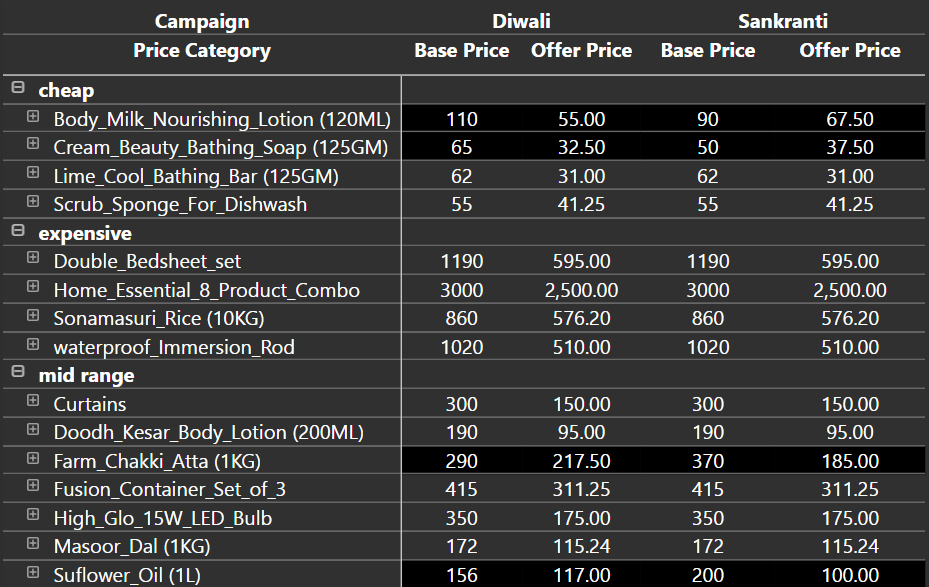 Campaign Diwali Sankranti
Price Category Base Price Offer Price Base Price Offer Price
cheap
Body_Milk_Nourishing_Lotion (120ML) 110 55.00 90 67.50
Cream_Beauty_Bathing_Soap (125GM) 65 32.50 50 37.50
Lime_Cool_Bathing_Bar (125GM) 62 31.00 62 31.00
Scrub_Sponge_For_Dishwash 55 41.25 55 41.25
expensive
Double_Bedsheet_set 1190 595.00 1190 595.00
Home_Essential_8_Product_Combo 3000 2,500.00 3000 2,500.00
Sonamasuri_Rice (10KG) 860 576.20 860 576.20
waterproof_Immersion_Rod 1020 510.00 1020 510.00
mid range
Curtains 300 150.00 300 150.00
Doodh_Kesar_Body_Lotion (200ML) 190 95.00 190 95.00
Farm_Chakki_Atta (1KG) 290 217.50 370 185.00
Fusion_Container_Set_of_3 415 311.25 415 311.25
High_Glo_15W_LED_Bulb 350 175.00 350 175.00
Masoor_Dal (1KG) 172 115.24 172 115.24
Suflower_Oil (1L) 156 117.00 200 100.00